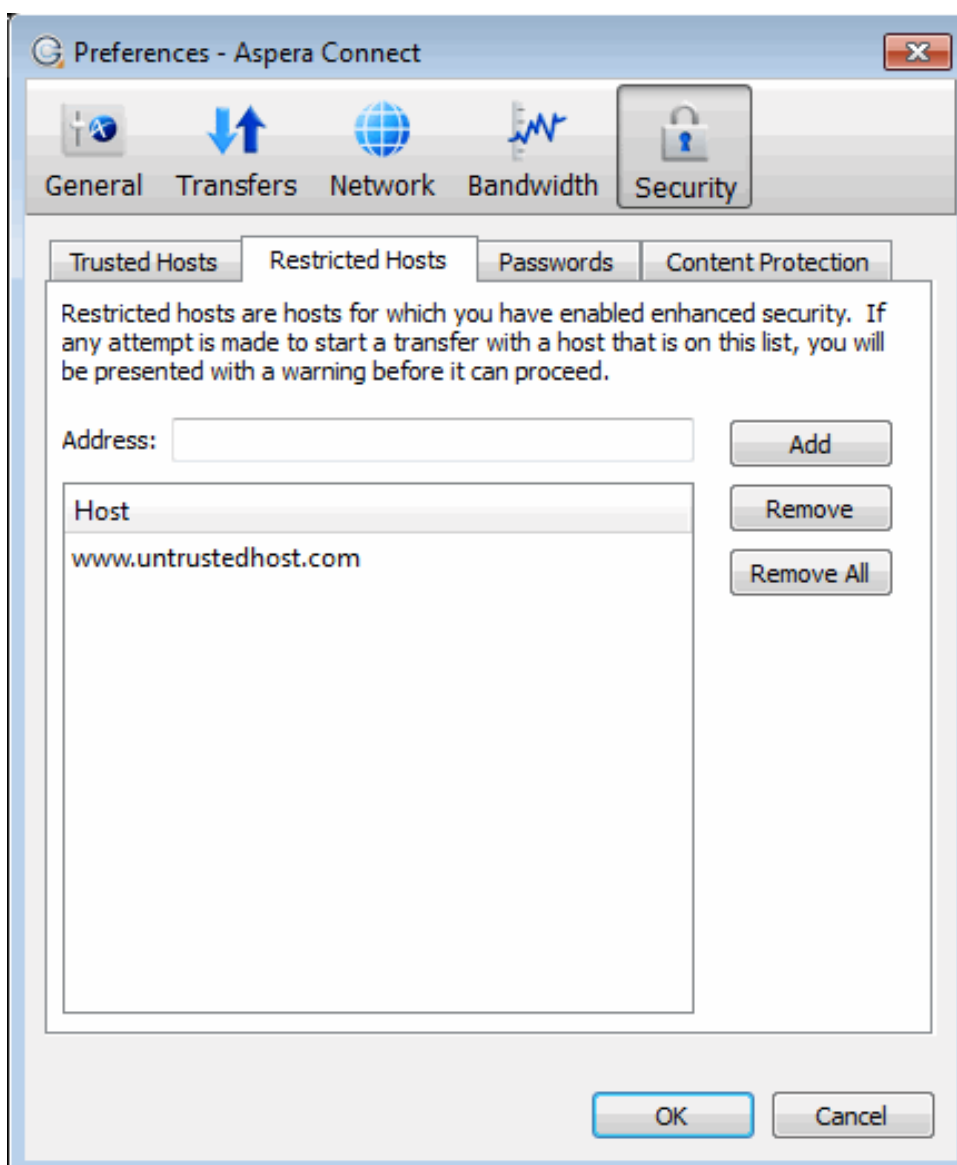 Preferences - Aspera Connect
General Transfers Network Bandwidth Security
Trusted Hosts Restricted Hosts Passwords Content Protection
Restricted hosts are hosts for which you have enabled enhanced security. If
any attempt is made to start a transfer with a host that is on this list, you will
be presented with a warning before it can proceed.
Address: Add
Host Remove
www.untrustedhost.com
Remove All
OK Cancel